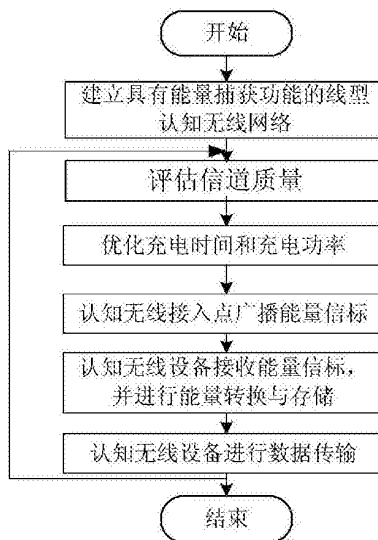 开始
建立具有能量捕获功能的线型
认知无线网络
评估信道质量
优化充电时间和充电功率
认知无线接入点广播能量信标
认知无线设备接收能量信标，
并进行能量转换与存储
认知无线设备进行数据传输
结束